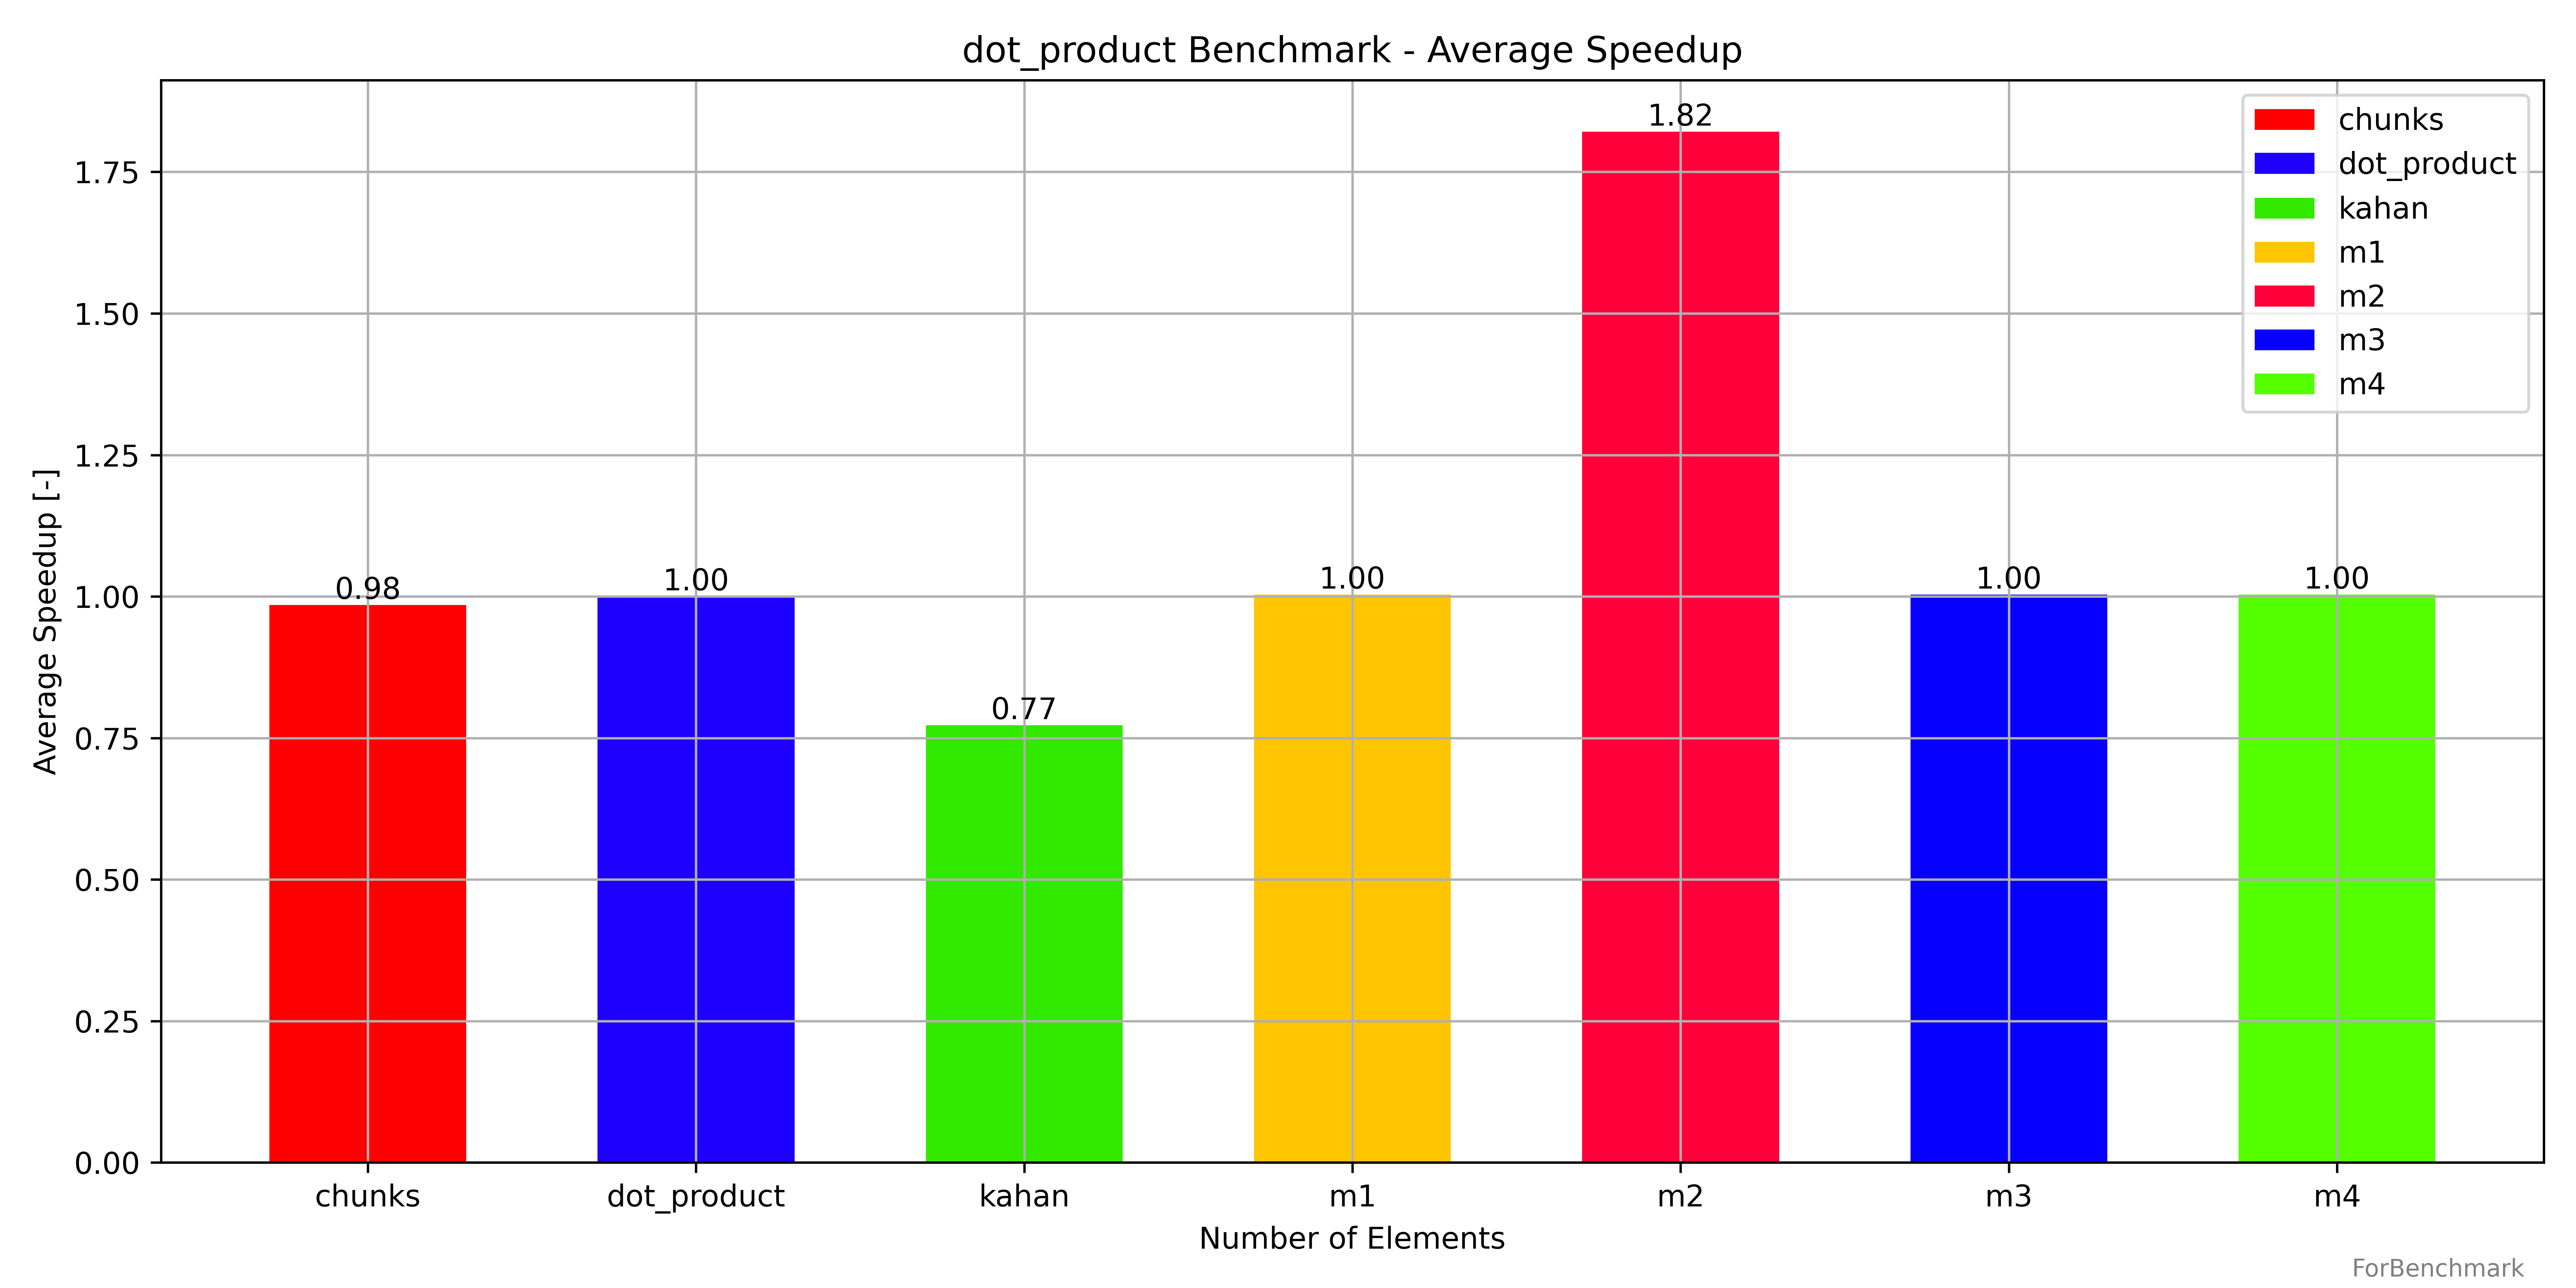 dot_product Benchmark - Average Speedup
1.82
chunks
dot_product
kahan
m1
m2
m3
m4
1.75
1.50
1.25
1.00
0.75
0.50
0.25
0.00
Average Speedup [-]
0.98
1.00
0.77
1.00
1.00
1.00
chunks
dot_product
kahan
m1
m2
m3
m4
Number of Elements
ForBenchmark